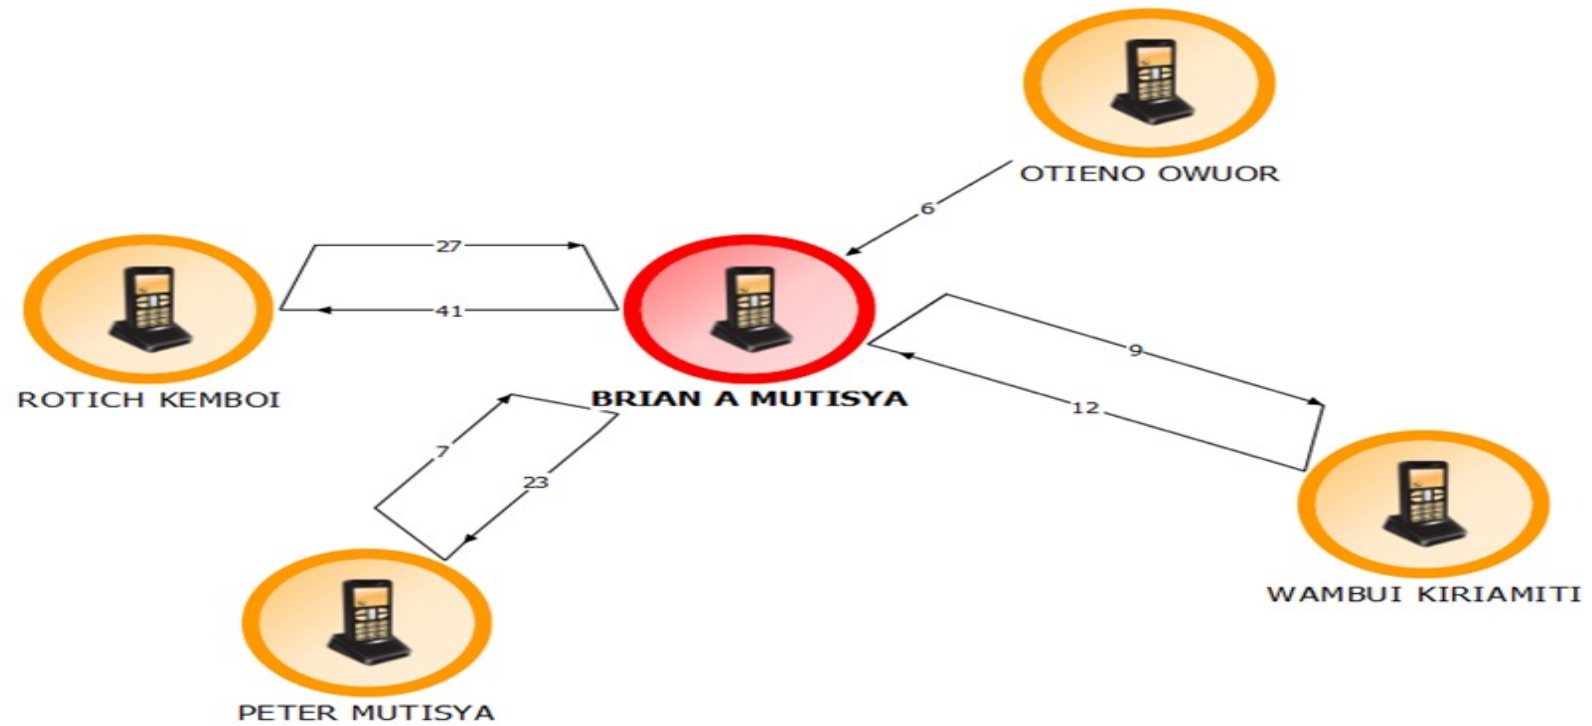 OTIENO OWUOR
6
27
41
ROTICH KEMBOI
BRIAN A MUTISYA
9
12
7
23
WAMBUI KIRIAMITI
PETER MUTISYA